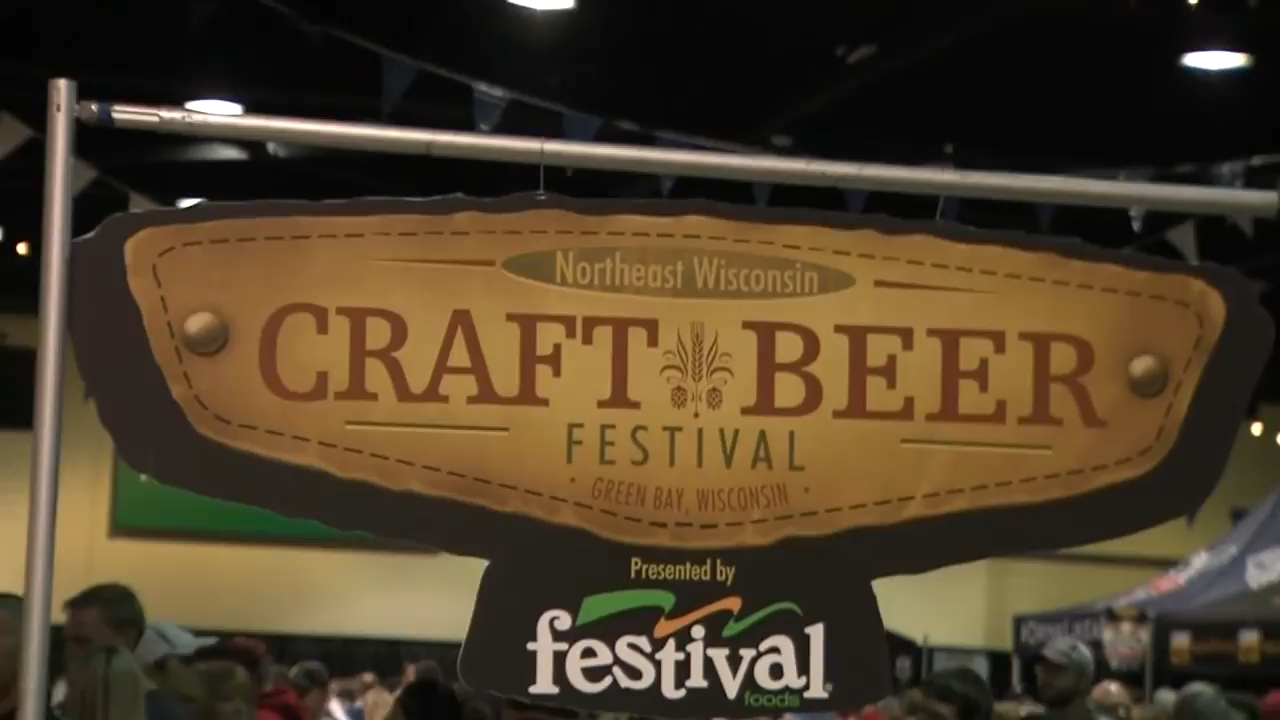 Northeast Wisconsin
CRAFT BEER
FESTIVAL
· GREEN BAY, WISCONSIN ·
Presented by
festival
foods